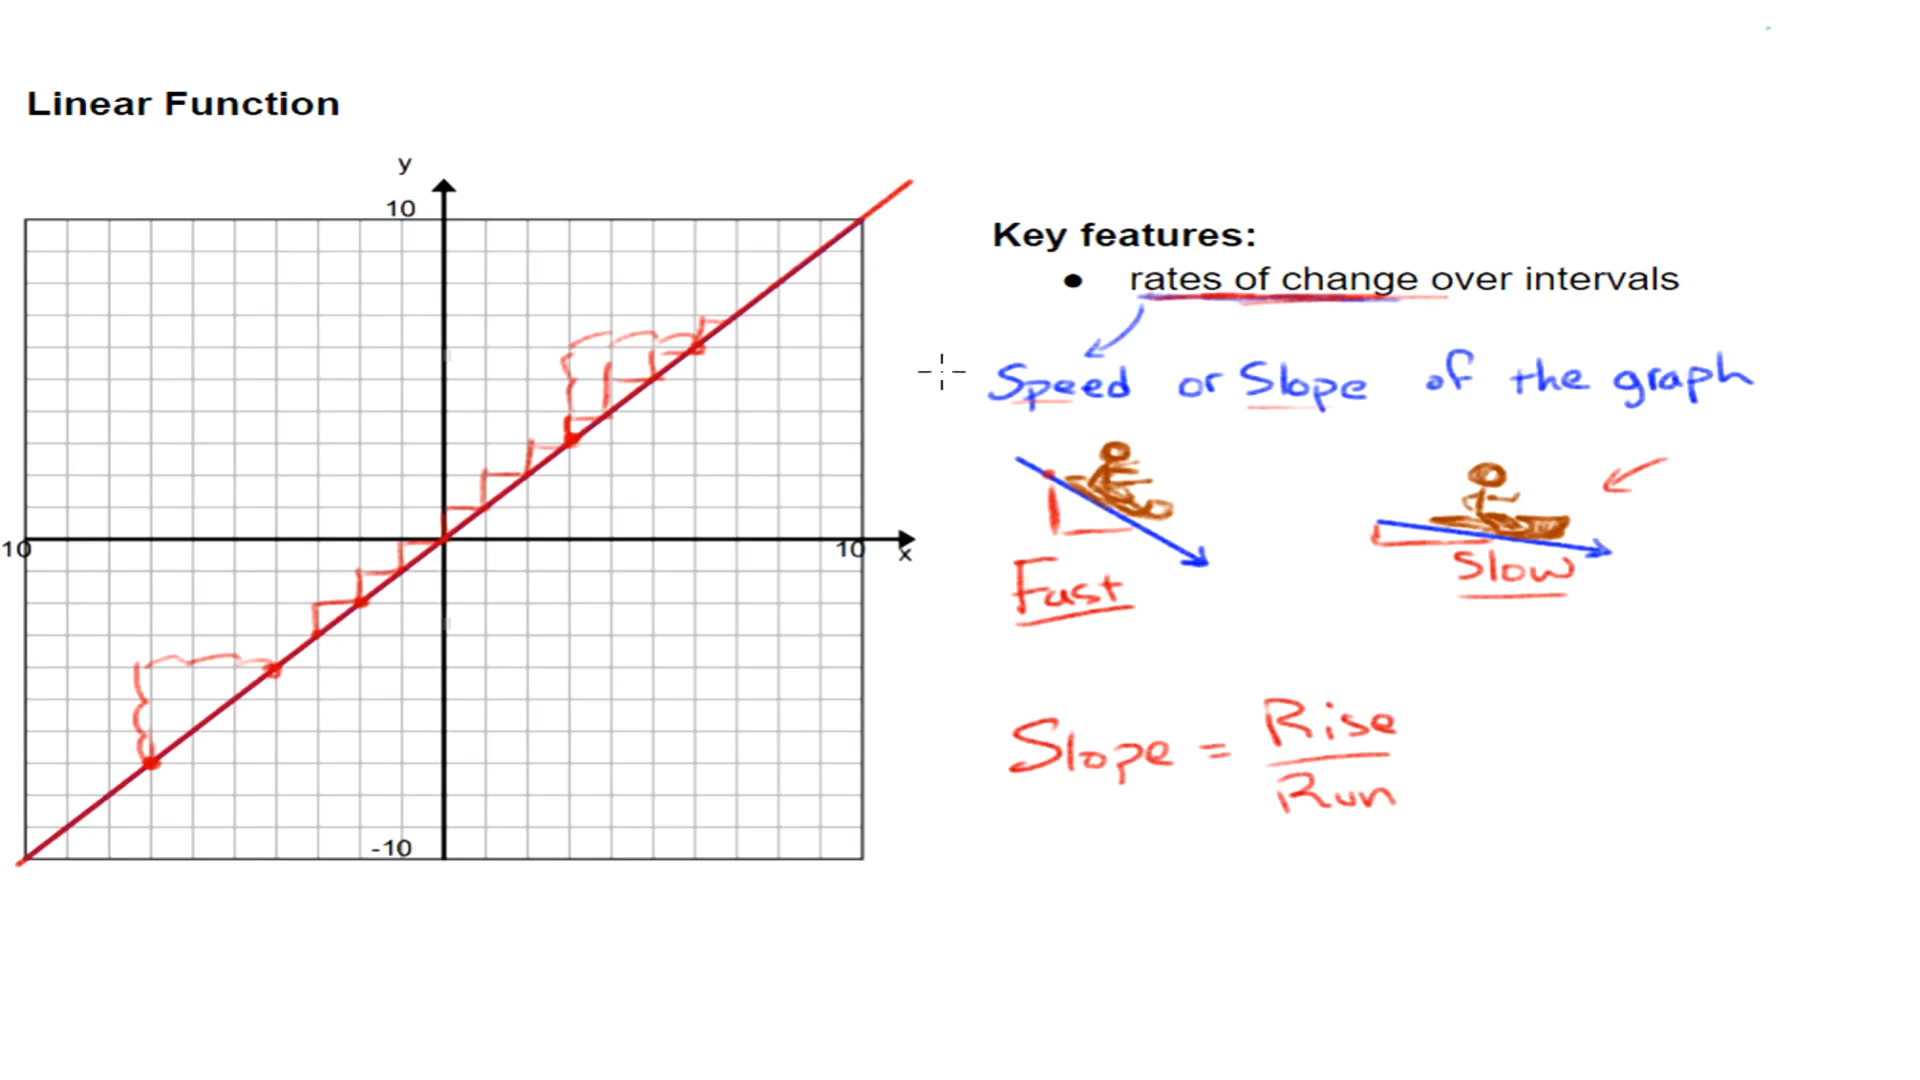 Linear Function
y
10
10
10
x
-10
Key features:
● rates of change over intervals
Speed or Slope of the graph
Fast
Slow
Slope = Rise
Run